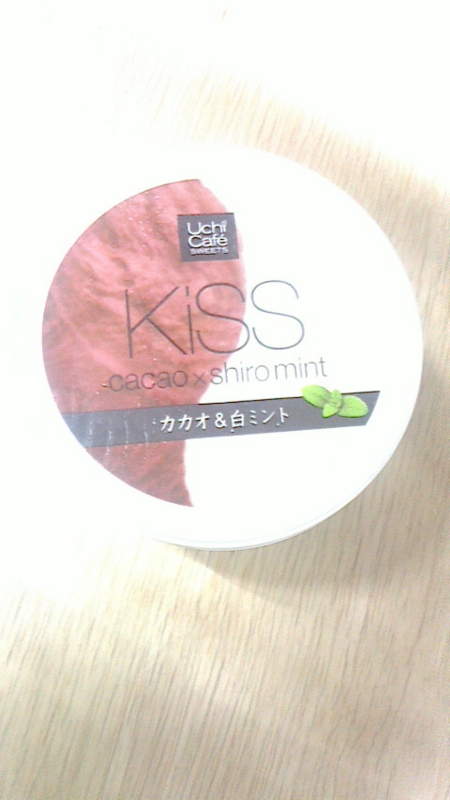 Uchi
Café
SWEETS
KiSS
cacao x shiro mint
カカオ&白ミント